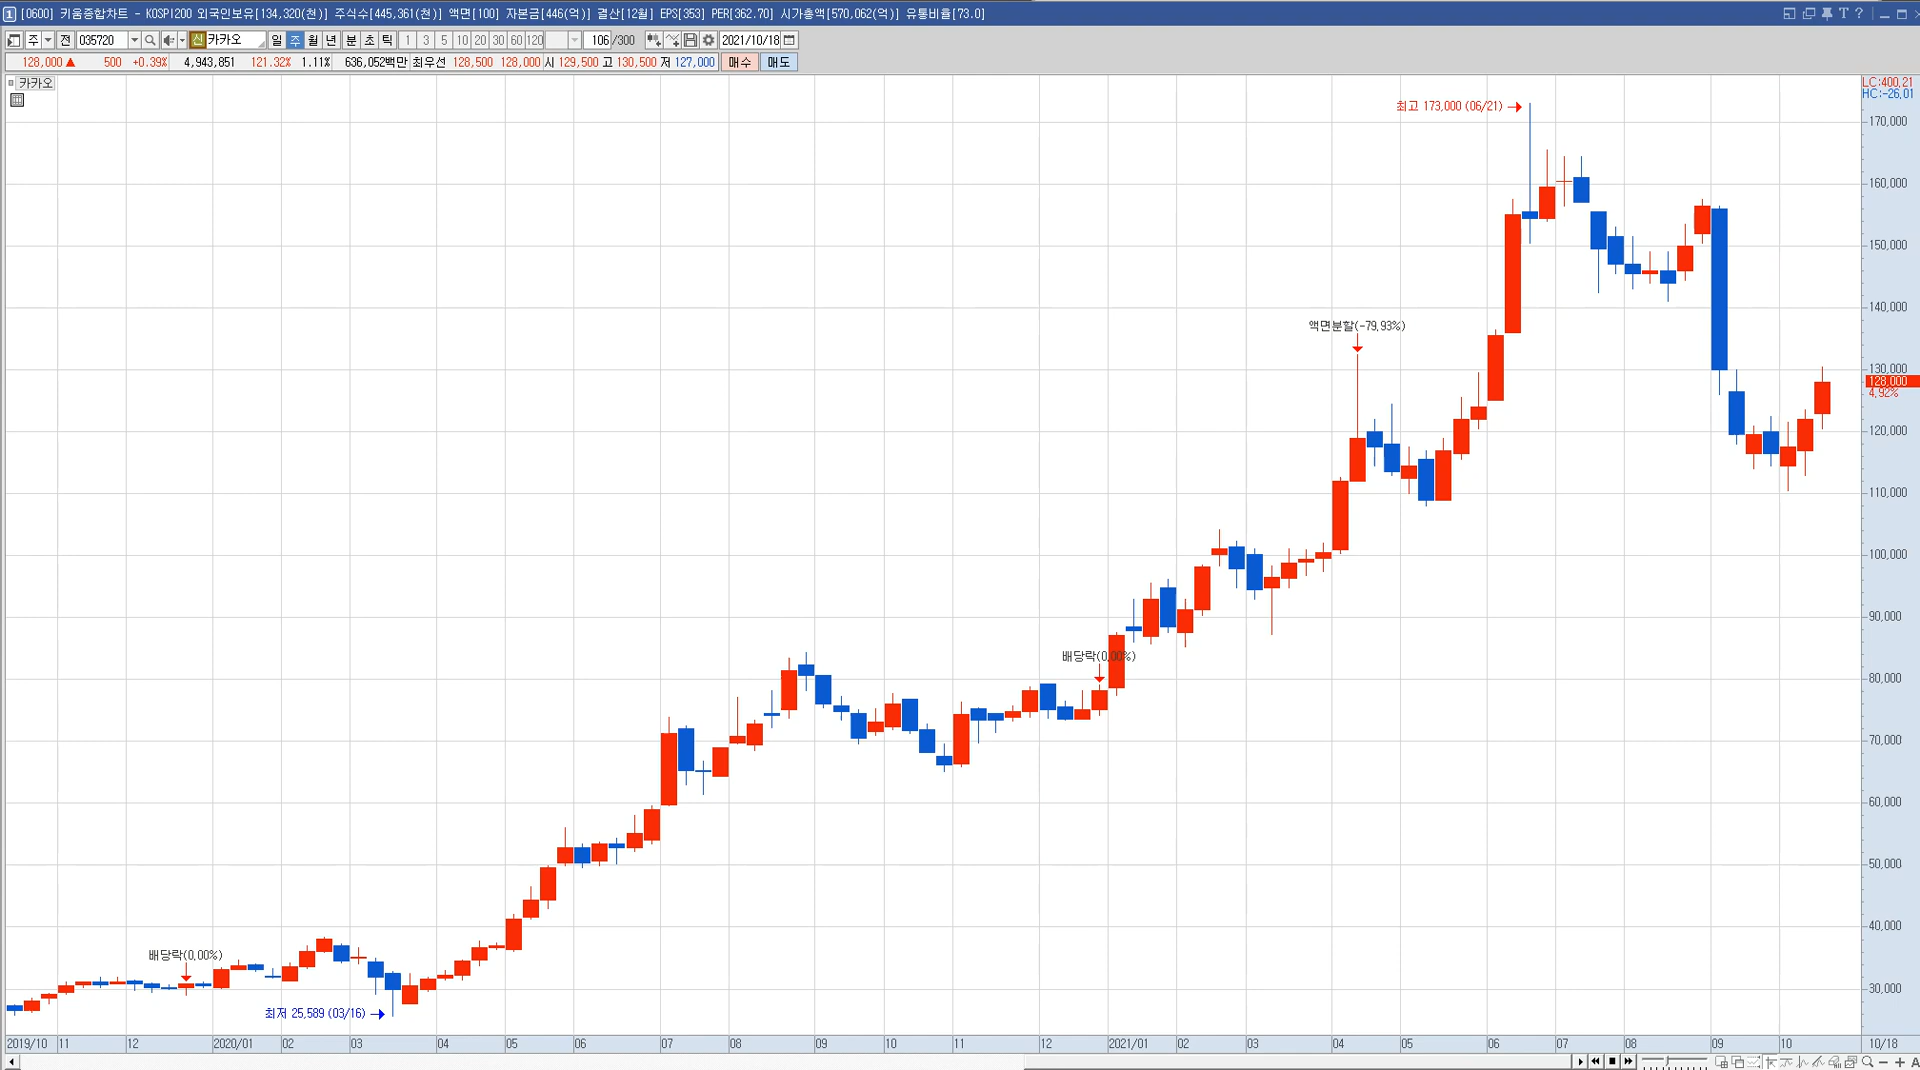 1 [0600] 키움종합차트 - KOSPI200 외국인보유[134,320(천)] 주식수[445,361(천)] 액면[100] 자본금[446(억)] 결산[12월] EPS[353] PER[362.70] 시가총액[570,062(억)] 유통비율[73.0] T ?
주 전 035720 신 카카오 일 주 월 년 분 초 틱 1 3 5 10 20 30 60 120 106 /300 2021/10/18
128,000 ▲ 500 +0.39% 4,943,851 121.32% 1.11% 636,052백만 최우선 128,500 128,000 시 129,500 고 130,500 저 127,000 매수 매도
카카오
LC:400.21
HC:-26.01
최고 173,000 (06/21) →
170,000
160,000
150,000
140,000
액면분할(-79.93%)
130,000
128,000
4.92%
120,000
110,000
100,000
90,000
배당락(0.00%)
80,000
70,000
60,000
50,000
40,000
배당락(0.00%)
30,000
최저 25,589 (03/16) →
2019/10 11 12 2020/01 02 03 04 05 06 07 08 09 10 11 12 2021/01 02 03 04 05 06 07 08 09 10 10/18
A